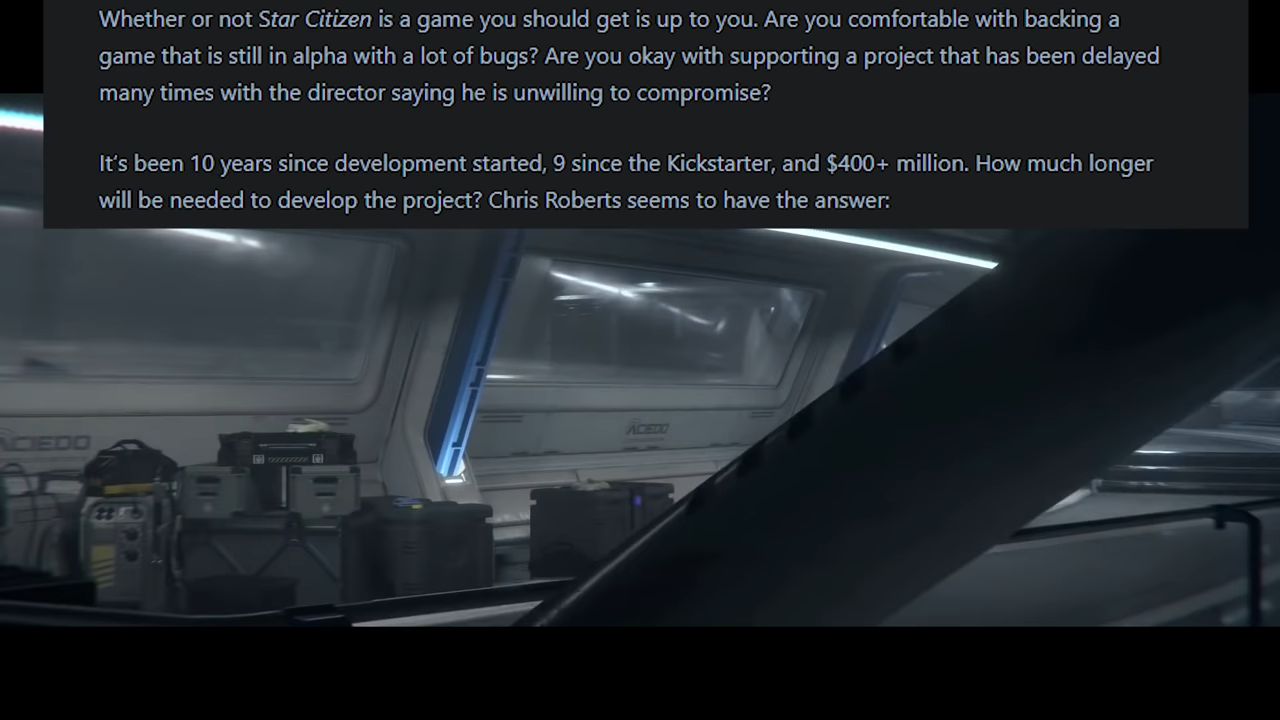 Whether or not Star Citizen is a game you should get is up to you. Are you comfortable with backing a
game that is still in alpha with a lot of bugs? Are you okay with supporting a project that has been delayed
many times with the director saying he is unwilling to compromise?
It's been 10 years since development started, 9 since the Kickstarter, and $400+ million. How much longer
will be needed to develop the project? Chris Roberts seems to have the answer:
ACIEDO
ACIEDO